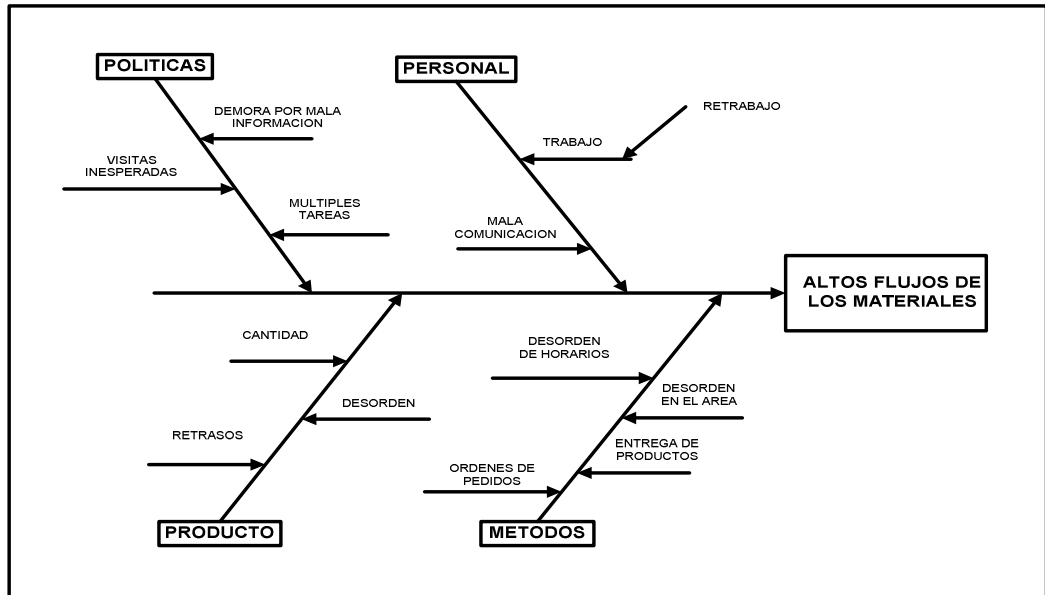 POLITICAS
PERSONAL
DEMORA POR MALA
INFORMACION
RETRABAJO
TRABAJO
VISITAS
INESPERADAS
MULTIPLES
TAREAS
MALA
COMUNICACION
ALTOS FLUJOS DE
LOS MATERIALES
CANTIDAD
DESORDEN
DE HORARIOS
DESORDEN
EN EL AREA
DESORDEN
RETRASOS
ENTREGA DE
PRODUCTOS
ORDENES DE
PEDIDOS
PRODUCTO
METODOS